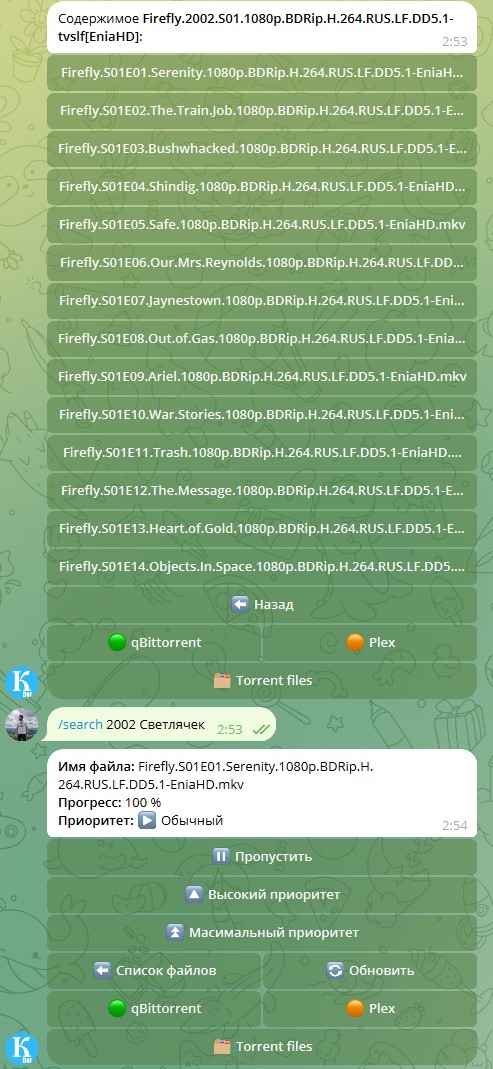 Содержимое Firefly.2002.S01.1080p.BDRip.H.264.RUS.LF.DD5.1-
tvslf[EniaHD]:
2:53
Firefly.S01E01.Serenity.1080p.BDRip.H.264.RUS.LF.DD5.1-EniaH...
Firefly.S01E02.The.Train.Job.1080p.BDRip.H.264.RUS.LF.DD5.1-E...
Firefly.S01E03.Bushwhacked.1080p.BDRip.H.264.RUS.LF.DD5.1-E...
Firefly.S01E04.Shindig.1080p.BDRip.H.264.RUS.LF.DD5.1-EniaHD...
Firefly.S01E05.Safe.1080p.BDRip.H.264.RUS.LF.DD5.1-EniaHD.mkv
Firefly.S01E06.Our.Mrs.Reynolds.1080p.BDRip.H.264.RUS.LF.DD...
Firefly.S01E07.Jaynestown.1080p.BDRip.H.264.RUS.LF.DD5.1-Eni...
Firefly.S01E08.Out.of.Gas.1080p.BDRip.H.264.RUS.LF.DD5.1-Enia...
Firefly.S01E09.Ariel.1080p.BDRip.H.264.RUS.LF.DD5.1-EniaHD.mkv
Firefly.S01E10.War.Stories.1080p.BDRip.H.264.RUS.LF.DD5.1-Eni...
Firefly.S01E11.Trash.1080p.BDRip.H.264.RUS.LF.DD5.1-EniaHD....
Firefly.S01E12.The.Message.1080p.BDRip.H.264.RUS.LF.DD5.1-E...
Firefly.S01E13.Heart.of.Gold.1080p.BDRip.H.264.RUS.LF.DD5.1-E...
Firefly.S01E14.Objects.In.Space.1080p.BDRip.H.264.RUS.LF.DD5....
Назад
qBittorrent Plex
Torrent files
/search 2002 Светлячек 2:53
Имя файла: Firefly.S01E01.Serenity.1080p.BDRip.H.
264.RUS.LF.DD5.1-EniaHD.mkv
Прогресс: 100 %
Приоритет: Обычный
2:54
Пропустить
Высокий приоритет
Масимальный приоритет
Список файлов Обновить
qBittorrent Plex
Torrent files